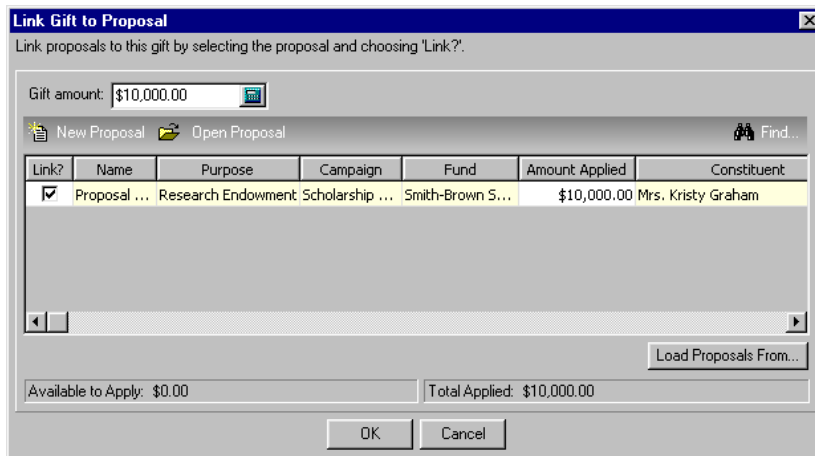 Link Gift to Proposal
Link proposals to this gift by selecting the proposal and choosing 'Link?'.
Gift amount: $10,000.00
New Proposal Open Proposal Find...
Link? Name Purpose Campaign Fund Amount Applied Constituent
Proposal ... Research Endowment Scholarship ... Smith-Brown S... $10,000.00 Mrs. Kristy Graham
Load Proposals From...
Available to Apply: $0.00 Total Applied: $10,000.00
OK Cancel